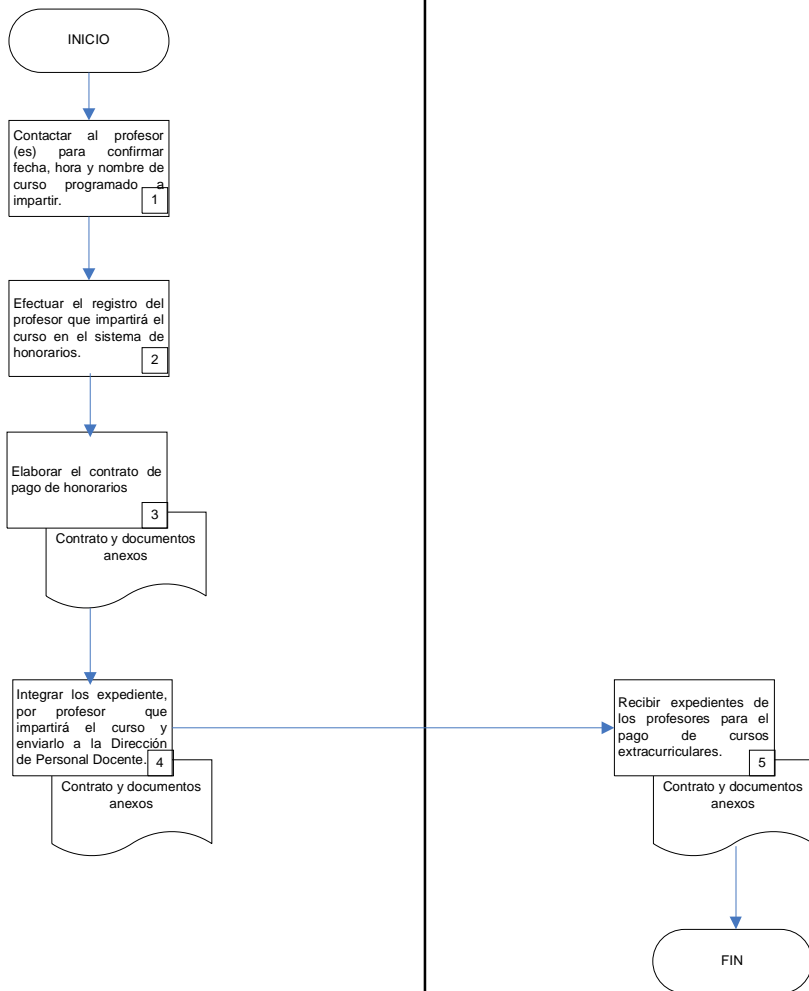 INICIO
Contactar al profesor
(es) para confirmar
fecha, hora y nombre de
curso programado a
impartir.
1
Efectuar el registro del
profesor que impartirá el
curso en el sistema de
honorarios.
2
Elaborar el contrato de
pago de honorarios
3
Contrato y documentos
anexos
Integrar los expediente,
por profesor que
impartirá el curso y
enviarlo a la Dirección
de Personal Docente.
4
Contrato y documentos
anexos
Recibir expedientes de
los profesores para el
pago de cursos
extracurriculares.
5
Contrato y documentos
anexos
FIN